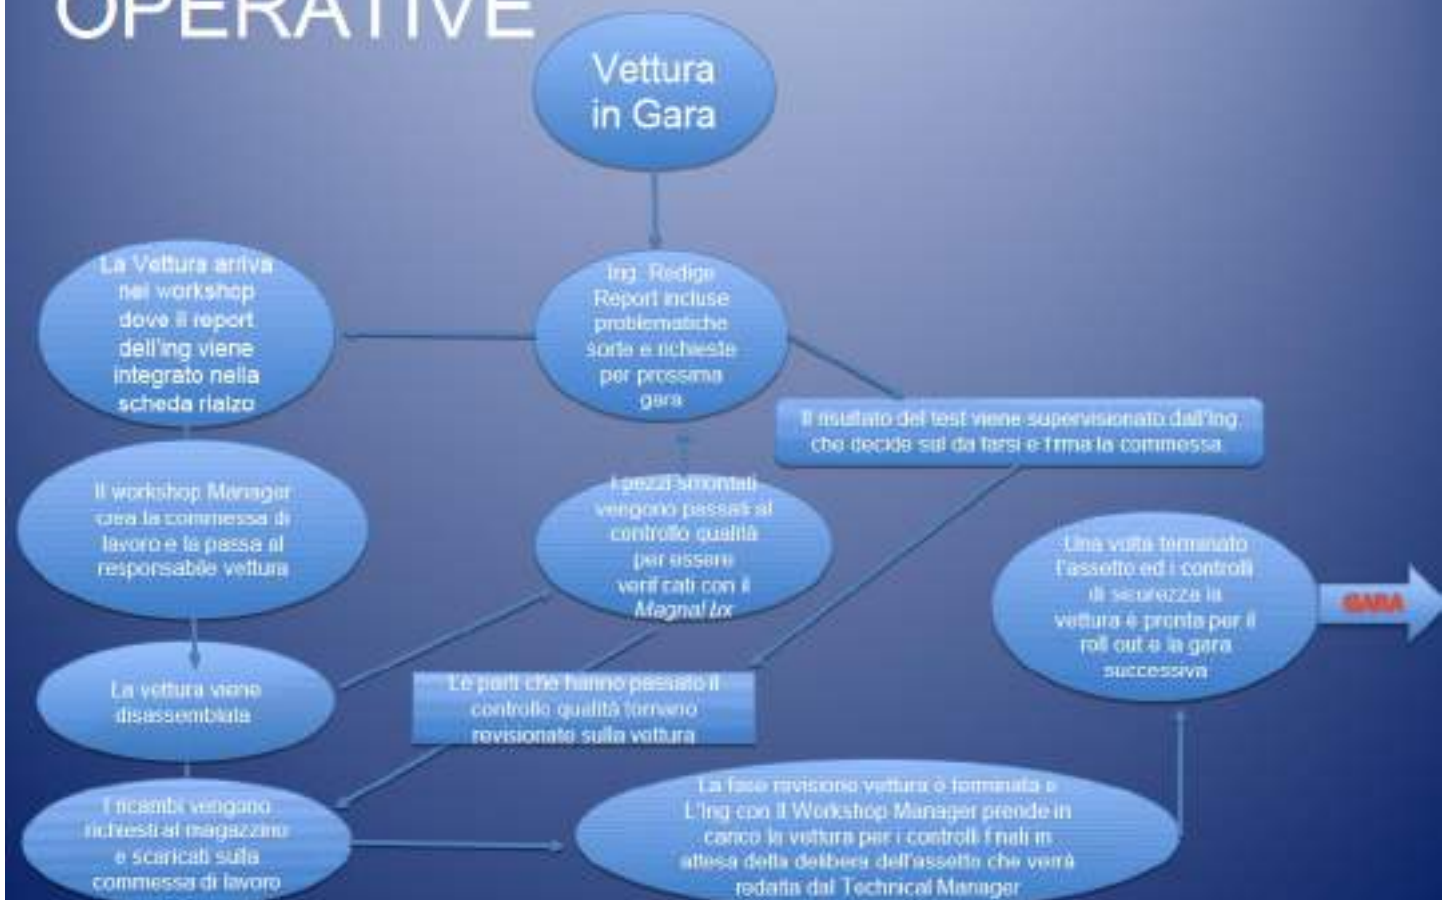 OPERATIVE
Vettura
in Gara
La Vettura arriva
nel workshop
dove il report
dell'ing viene
integrato nella
scheda rialzo
Ing. Redige
Report incluse
problematiche
sorte e richieste
per prossima
gara
Il risultato del test viene supervisionato dall'Ing
che decide sul da farsi e firma la commessa.
Il workshop Manager
crea la commessa di
lavoro e la passa al
responsabile vettura
I pezzi smontati
vengono passati al
controllo qualità
per essere
verificati con il
Magnaflux
Una volta terminato
l'assetto ed i controlli
di sicurezza la
vettura è pronta per il
roll out e la gara
successiva
GARA
La vettura viene
disassemblata
Le parti che hanno passato il
controllo qualità tornano
revisionate sulla vettura
I ricambi vengono
richiesti al magazzino
e scaricati sulla
commessa di lavoro
La fase revisione vettura è terminata e
L'Ing con il Workshop Manager prende in
carico la vettura per i controlli finali in
attesa della delibera dell'assetto che verrà
redatta dal Technical Manager